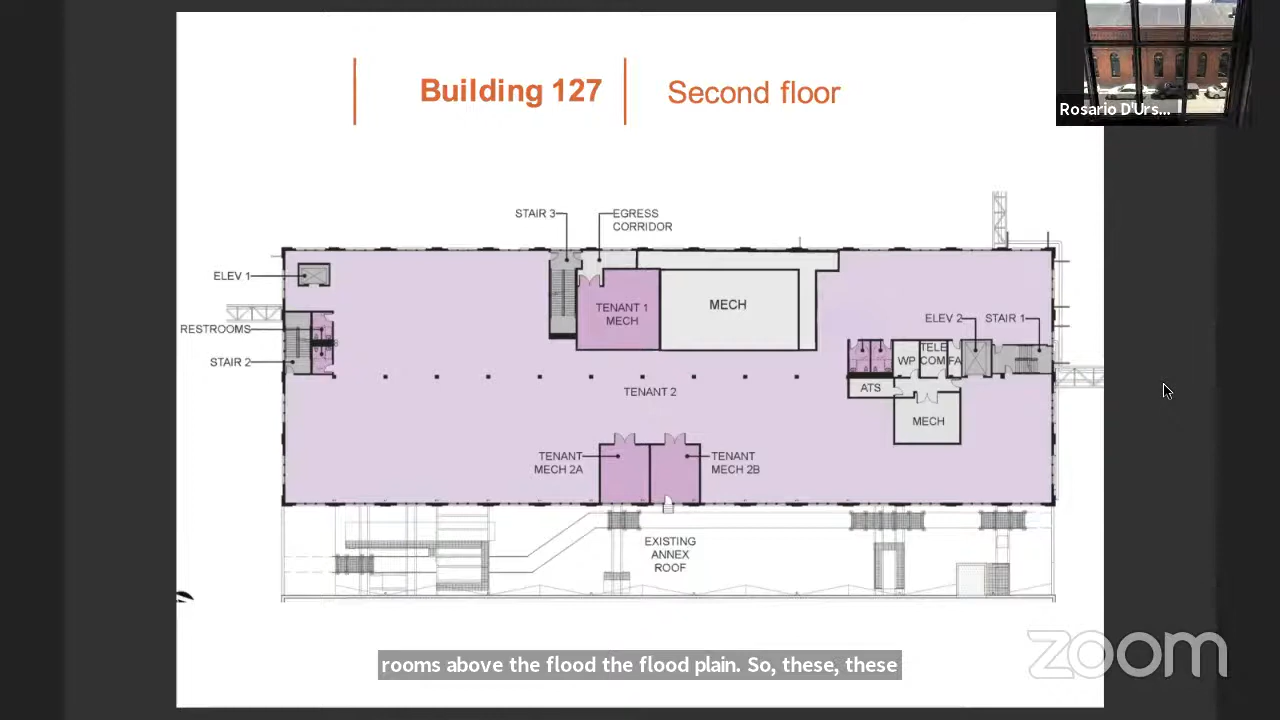 Building 127
Second floor
Rosario D'Urs...
STAIR 3
EGRESS
CORRIDOR
ELEV 1
TENANT 1
MECH
MECH
RESTROOMS
ELEV 2
STAIR 1
STAIR 2
WP
TELE
COM
FA
TENANT 2
ATS
MECH
TENANT
MECH 2A
TENANT
MECH 2B
EXISTING
ANNEX
ROOF
rooms above the flood the flood plain. So, these, these
zoom